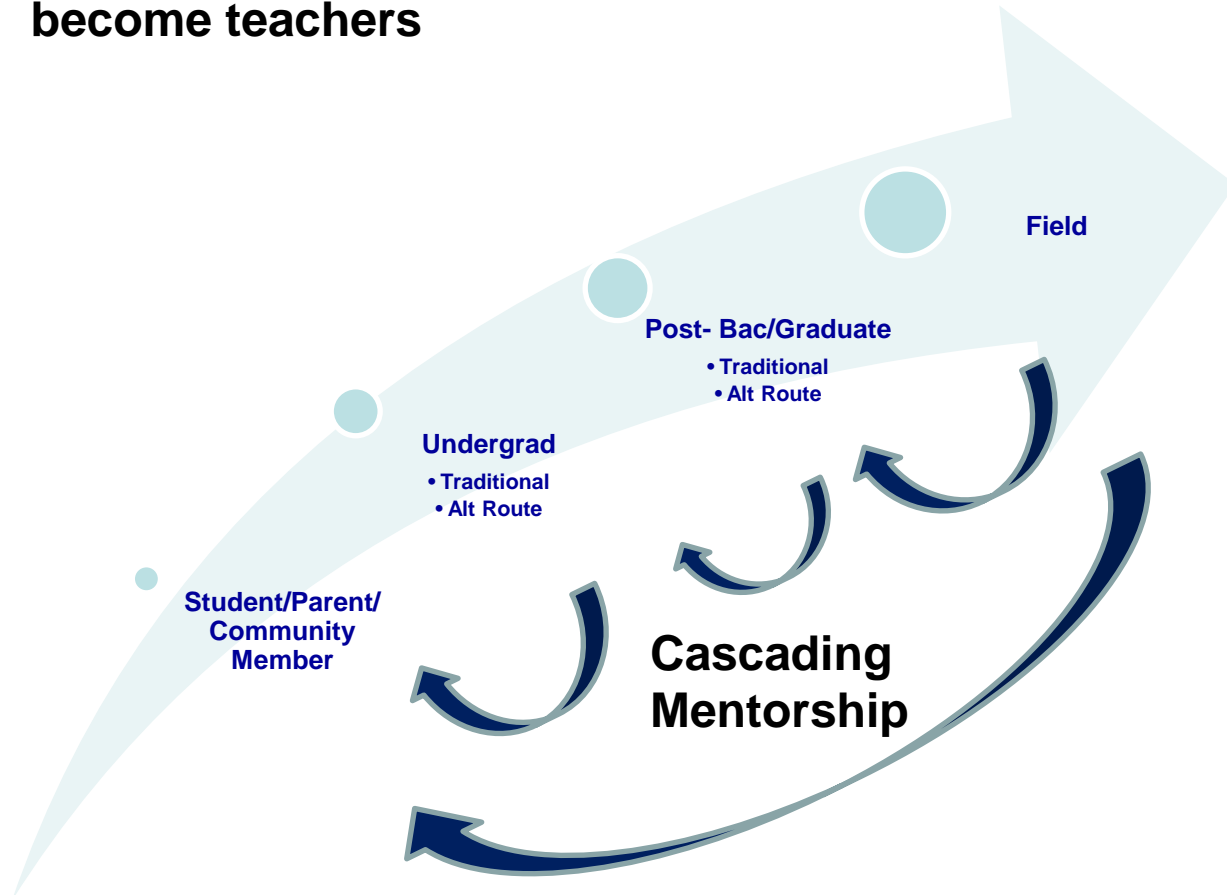 become teachers
Field
Post- Bac/Graduate
• Traditional
• Alt Route
Undergrad
• Traditional
• Alt Route
Student/Parent/
Community
Member
Cascading
Mentorship